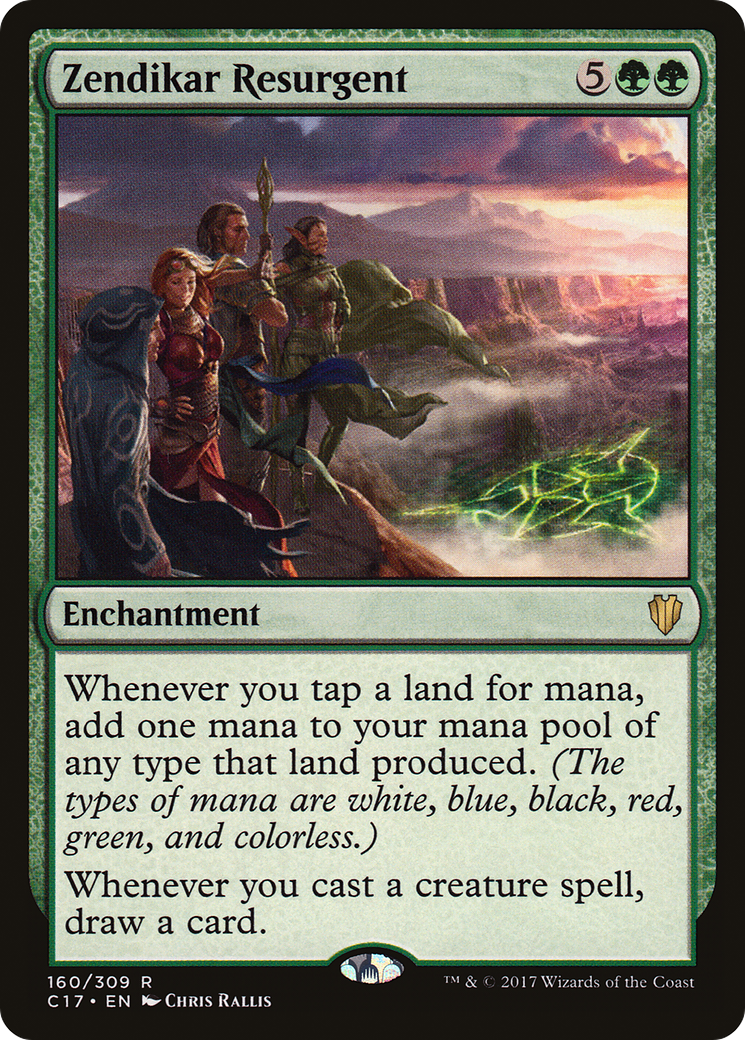 Zendikar Resurgent 5
Enchantment
Whenever you tap a land for mana,
add one mana to your mana pool of
any type that land produced. (The
types of mana are white, blue, black, red,
green, and colorless.)
Whenever you cast a creature spell,
draw a card.
160/309 R
™ & © 2017 Wizards of the Coast
C17 • EN Chris Rallis